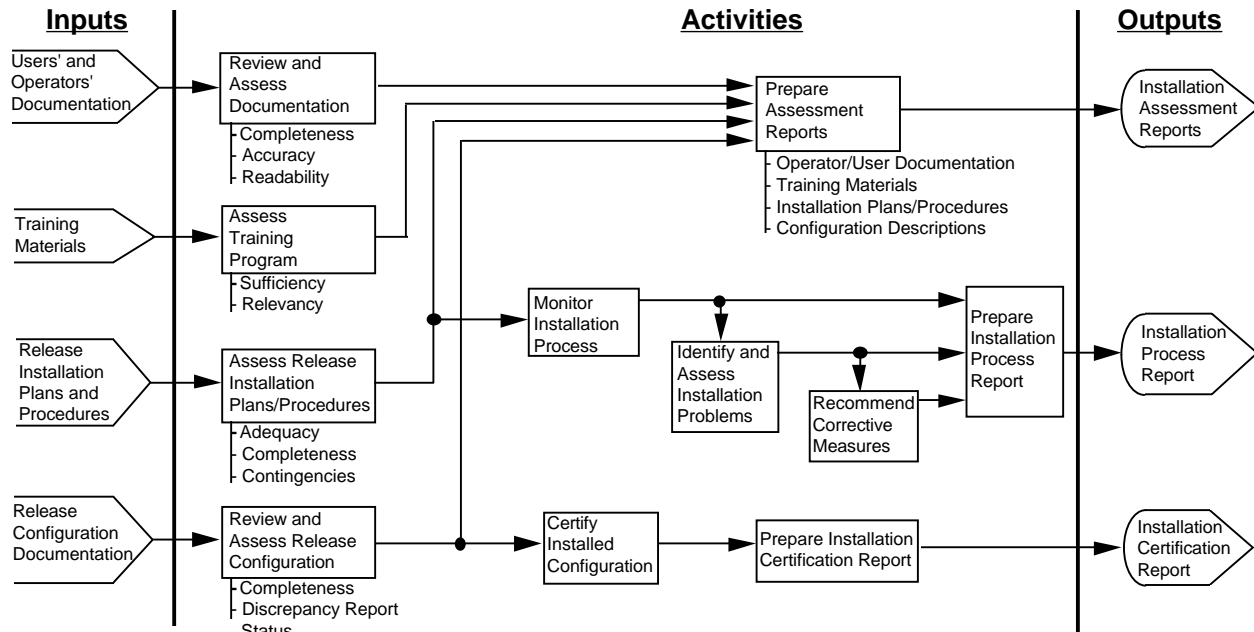 Inputs
Activities
Outputs
Users' and
Operators'
Documentation
Review and
Assess
Documentation
- Completeness
- Accuracy
- Readability
Prepare
Assessment
Reports
- Operator/User Documentation
- Training Materials
- Installation Plans/Procedures
- Configuration Descriptions
Installation
Assessment
Reports
Training
Materials
Assess
Training
Program
- Sufficiency
- Relevancy
Release
Installation
Plans and
Procedures
Assess Release
Installation
Plans/Procedures
- Adequacy
- Completeness
- Contingencies
Monitor
Installation
Process
Identify and
Assess
Installation
Problems
Recommend
Corrective
Measures
Prepare
Installation
Process
Report
Installation
Process
Report
Release
Configuration
Documentation
Review and
Assess Release
Configuration
- Completeness
- Discrepancy Report
Status
Certify
Installed
Configuration
Prepare Installation
Certification Report
Installation
Certification
Report